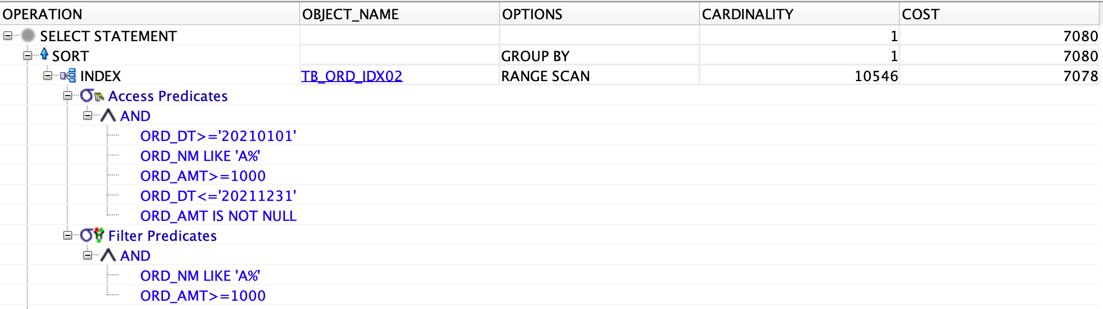 OPERATION OBJECT_NAME OPTIONS CARDINALITY COST
SELECT STATEMENT 1 7080
SORT GROUP BY 1 7080
INDEX TB_ORD_IDX02 RANGE SCAN 10546 7078
Access Predicates
AND
ORD_DT>='20210101'
ORD_NM LIKE 'A%'
ORD_AMT>=1000
ORD_DT<='20211231'
ORD_AMT IS NOT NULL
Filter Predicates
AND
ORD_NM LIKE 'A%'
ORD_AMT>=1000